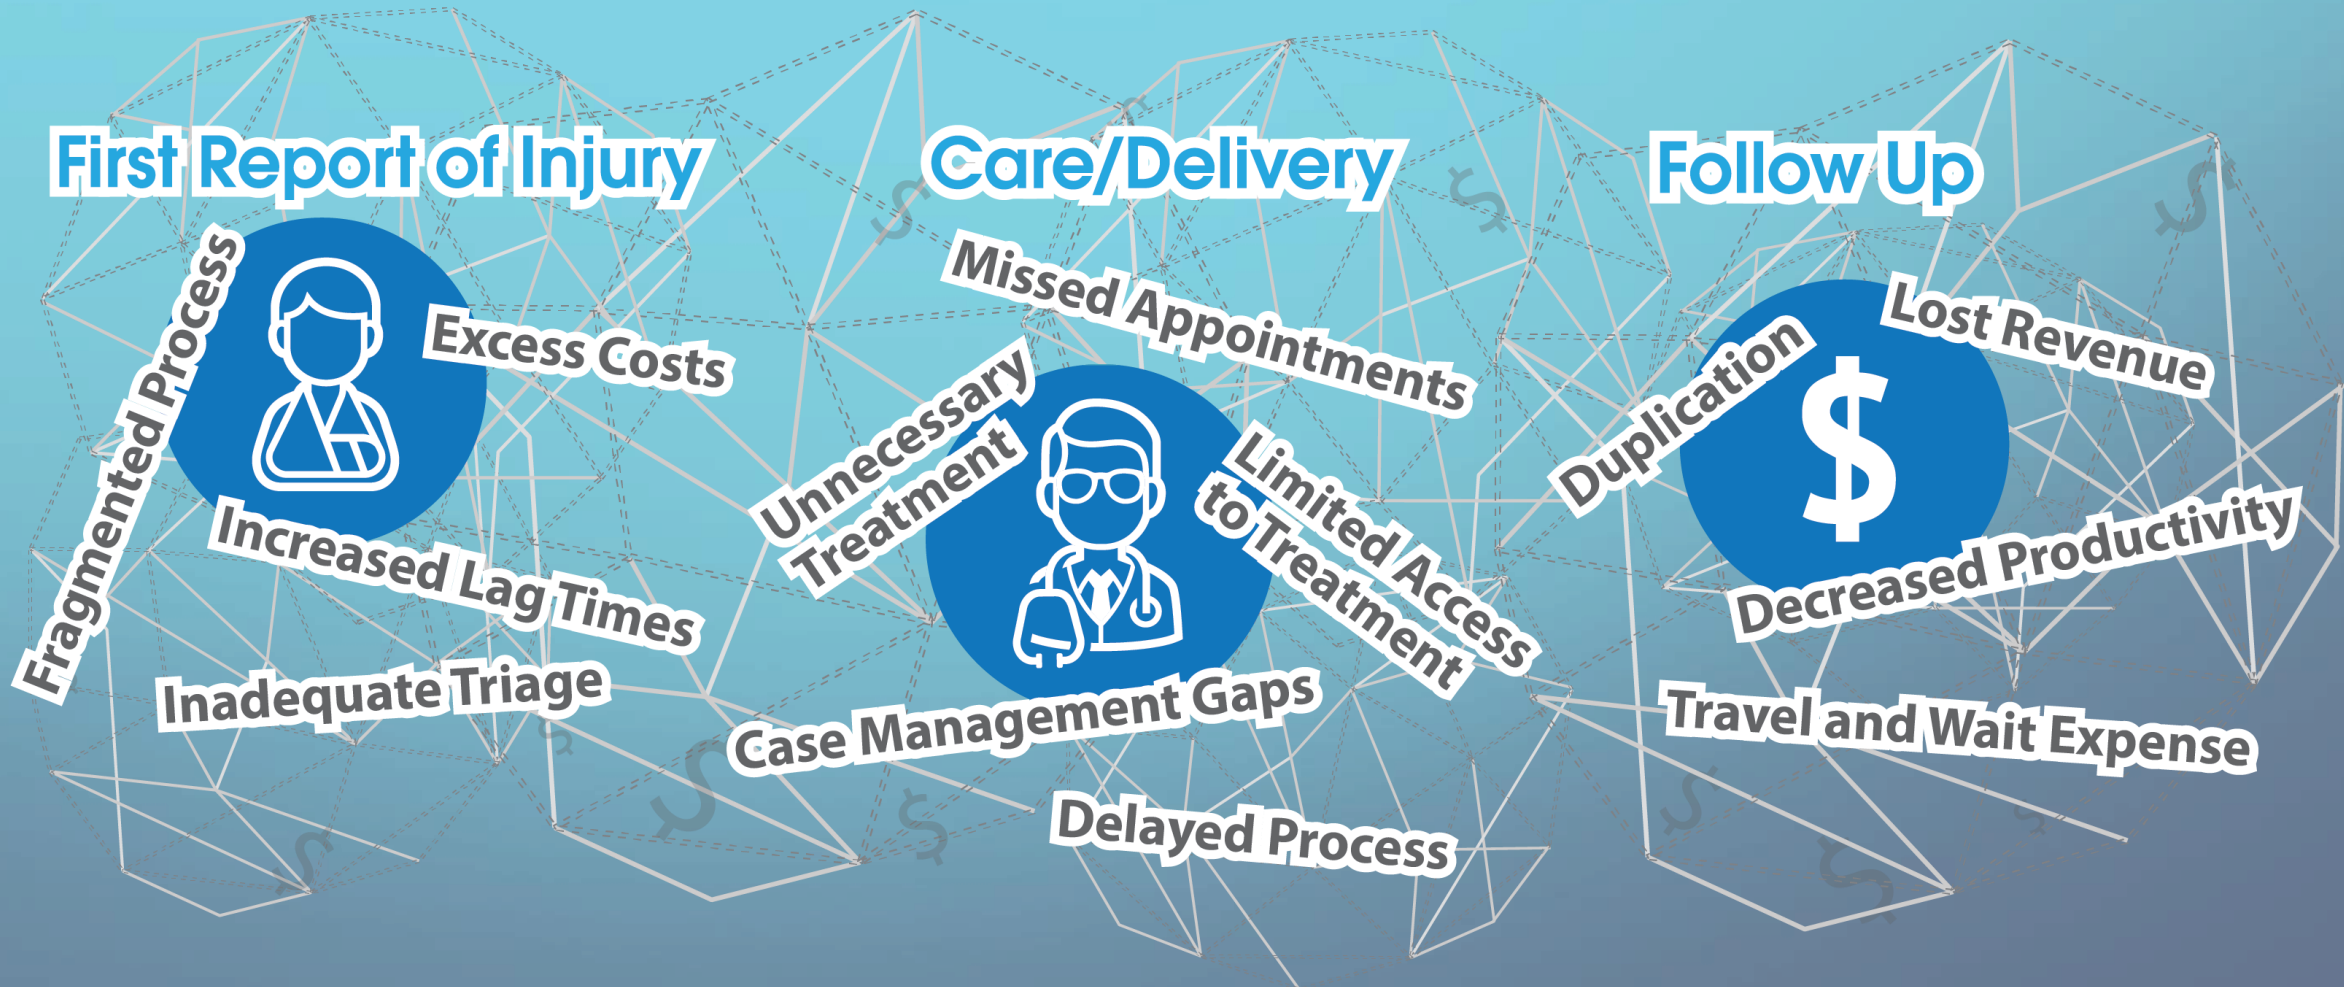 First Report of Injury
Fragmented Process
Excess Costs
Increased Lag Times
Inadequate Triage
Care/Delivery
Missed Appointments
Unnecessary
Treatment
Limited Access
to Treatment
Case Management Gaps
Delayed Process
Follow Up
Lost Revenue
Duplication
$
Decreased Productivity
Travel and Wait Expense